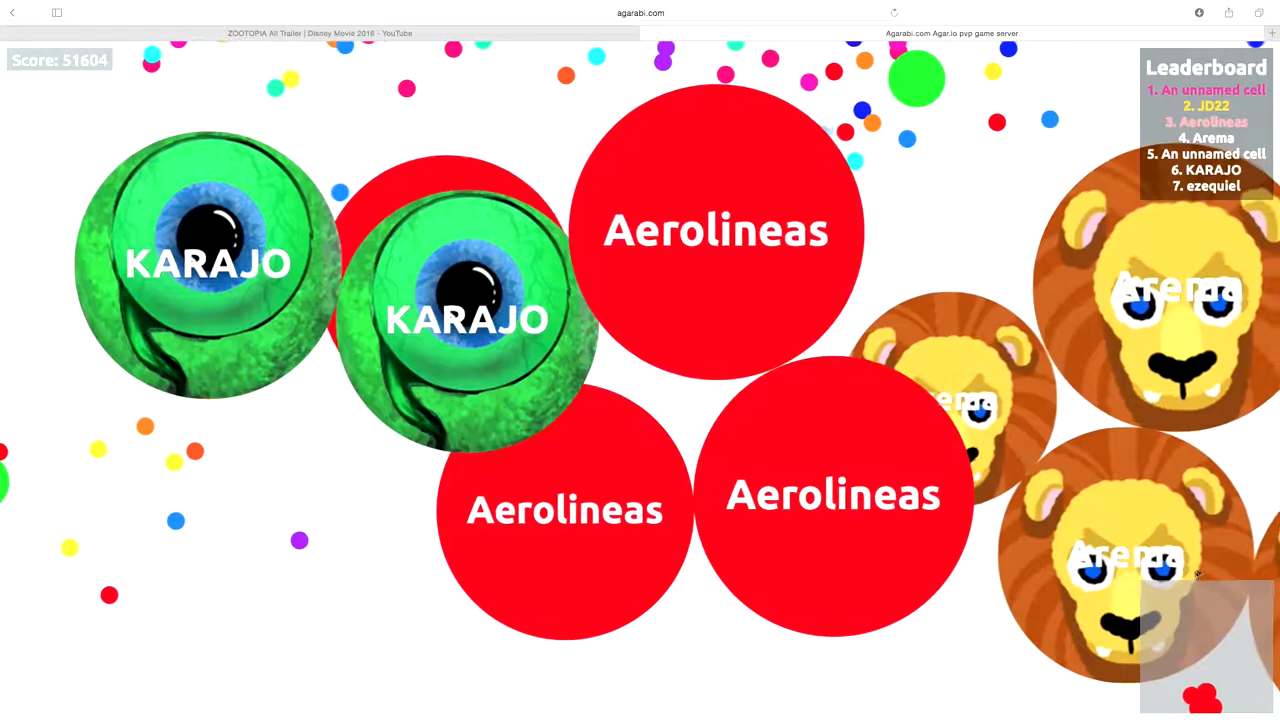 agarabi.com
ZOOTOPIA All Trailer | Disney Movie 2016 - YouTube
Agarabi.com Agar.io pvp game server
Score: 51604
Leaderboard
1. An unnamed cell
2. JD22
3. Aerolineas
4. Arema
5. An unnamed cell
6. KARAJO
7. ezequiel
KARAJO
KARAJO
Aerolineas
Arema
Aerolineas
Aerolineas
Arema